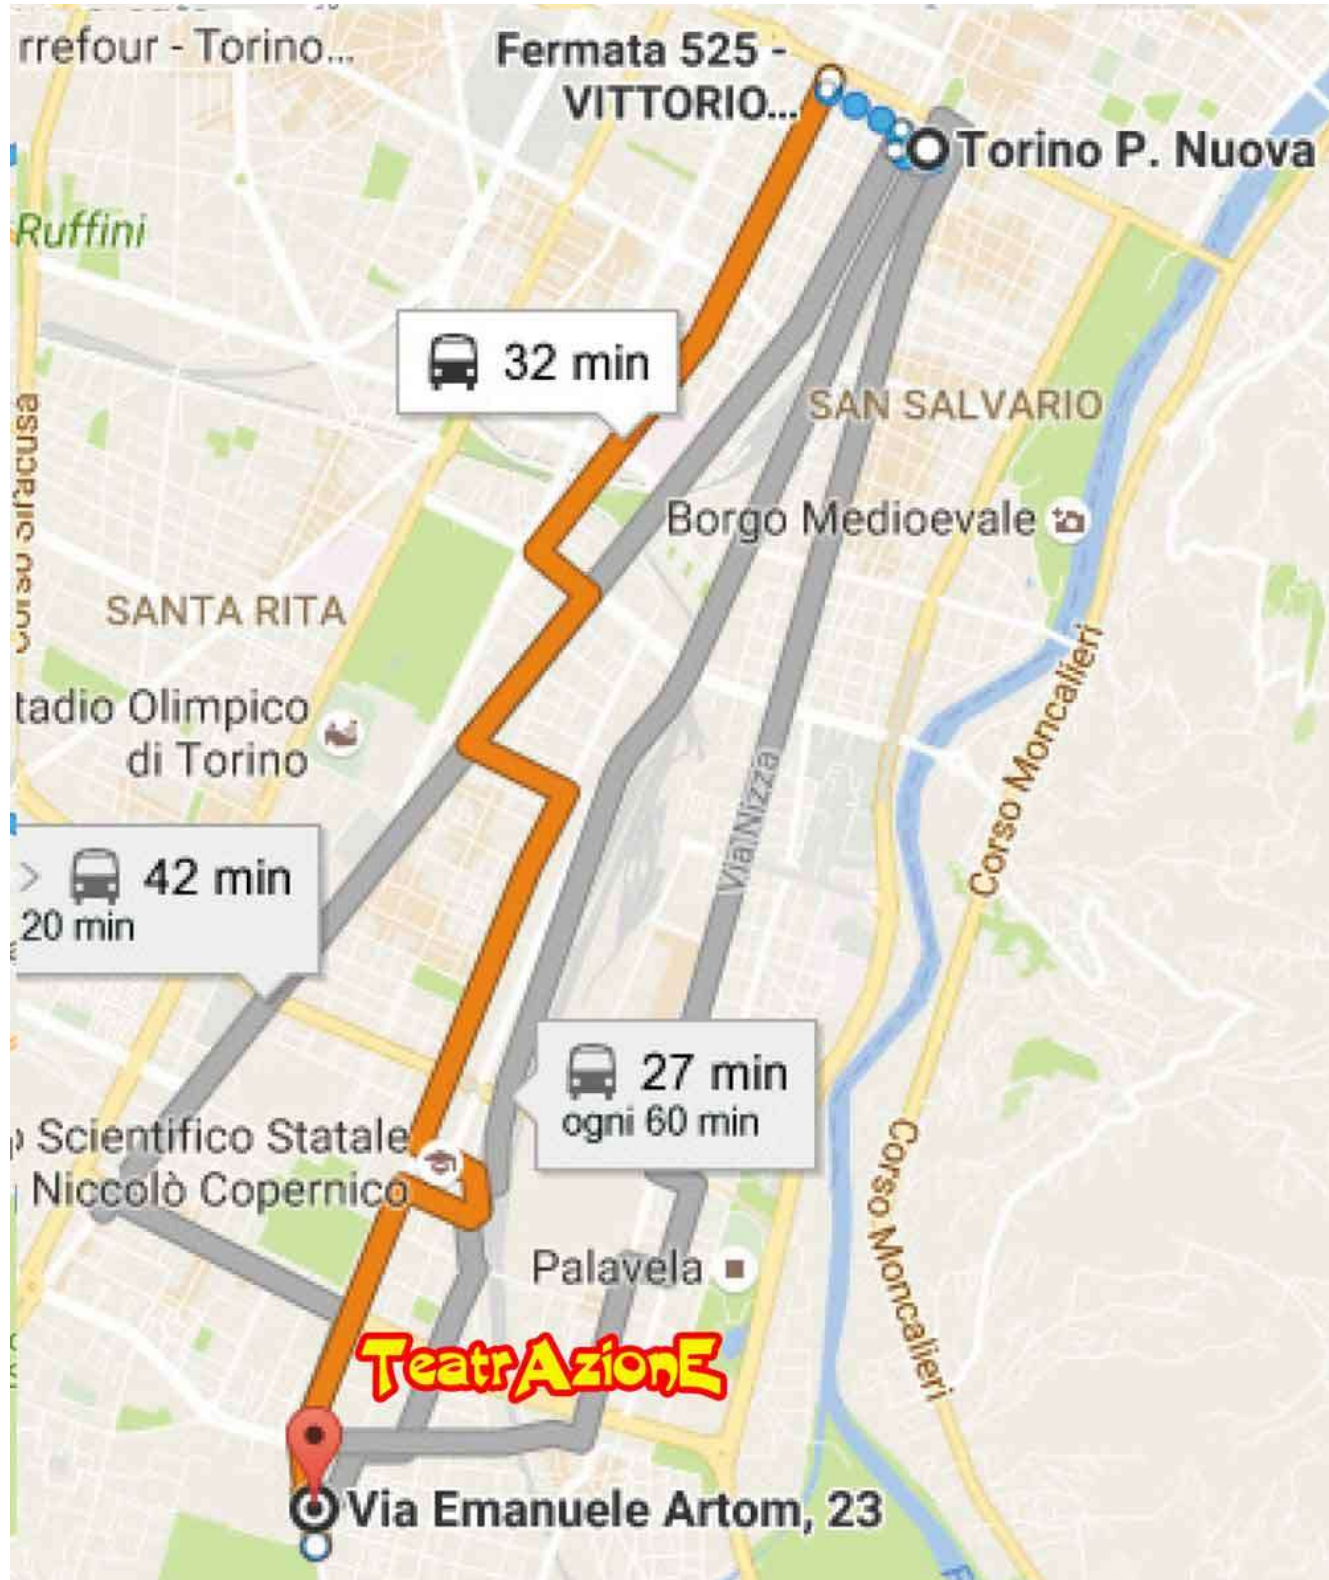 rrefour - Torino...
Fermata 525 -
VITTORIO...
Torino P. Nuova
Ruffini
32 min
SAN SALVARIO
Borgo Medioevale
SANTA RITA
tadio Olimpico
di Torino
Corso Moncalieri
Via Nizza
> 42 min
20 min
27 min
ogni 60 min
Scientifico Statale
Niccolò Copernico
Corso Moncalieri
Palavela
TeatrAzionE
Via Emanuele Artom, 23